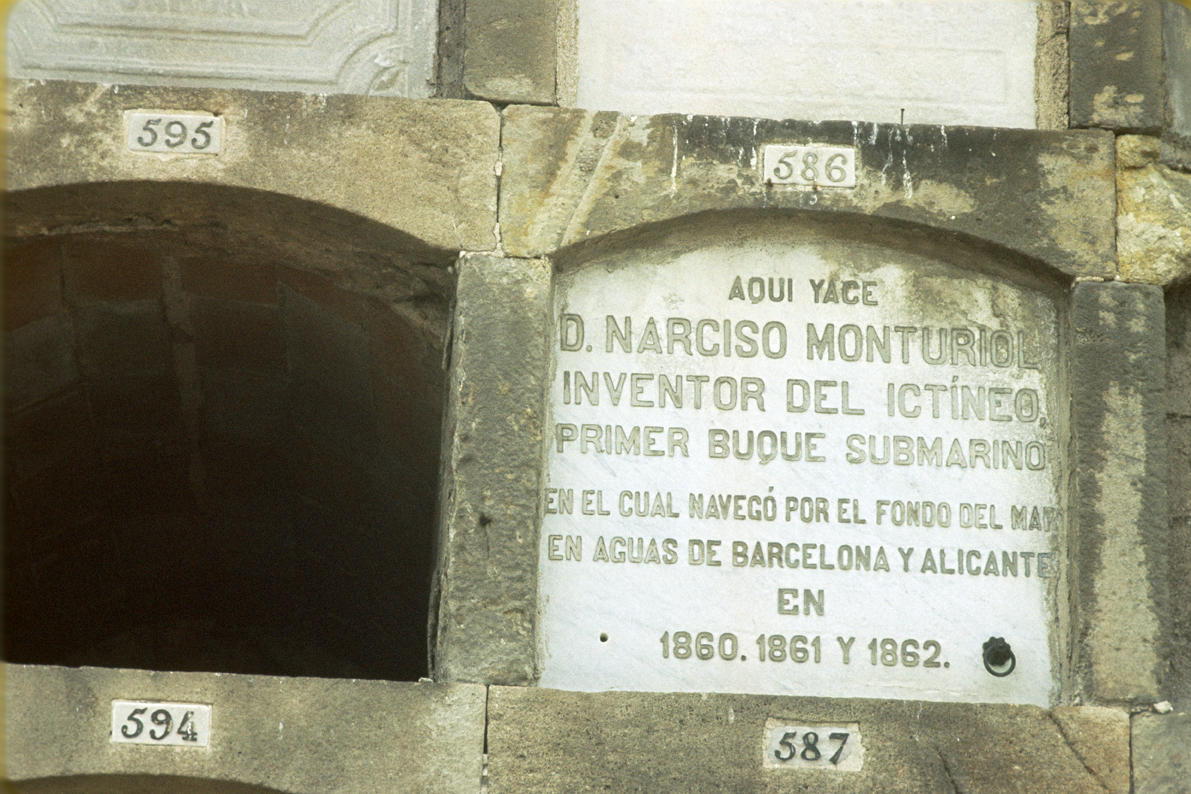 595
586
AQUI YACE
D. NARCISO MONTURIOL
INVENTOR DEL ICTÍNEO,
PRIMER BUQUE SUBMARINO
EN EL CUAL NAVEGÓ POR EL FONDO DEL MAR
EN AGUAS DE BARCELONA Y ALICANTE
EN
1860. 1861 Y 1862.
594
587